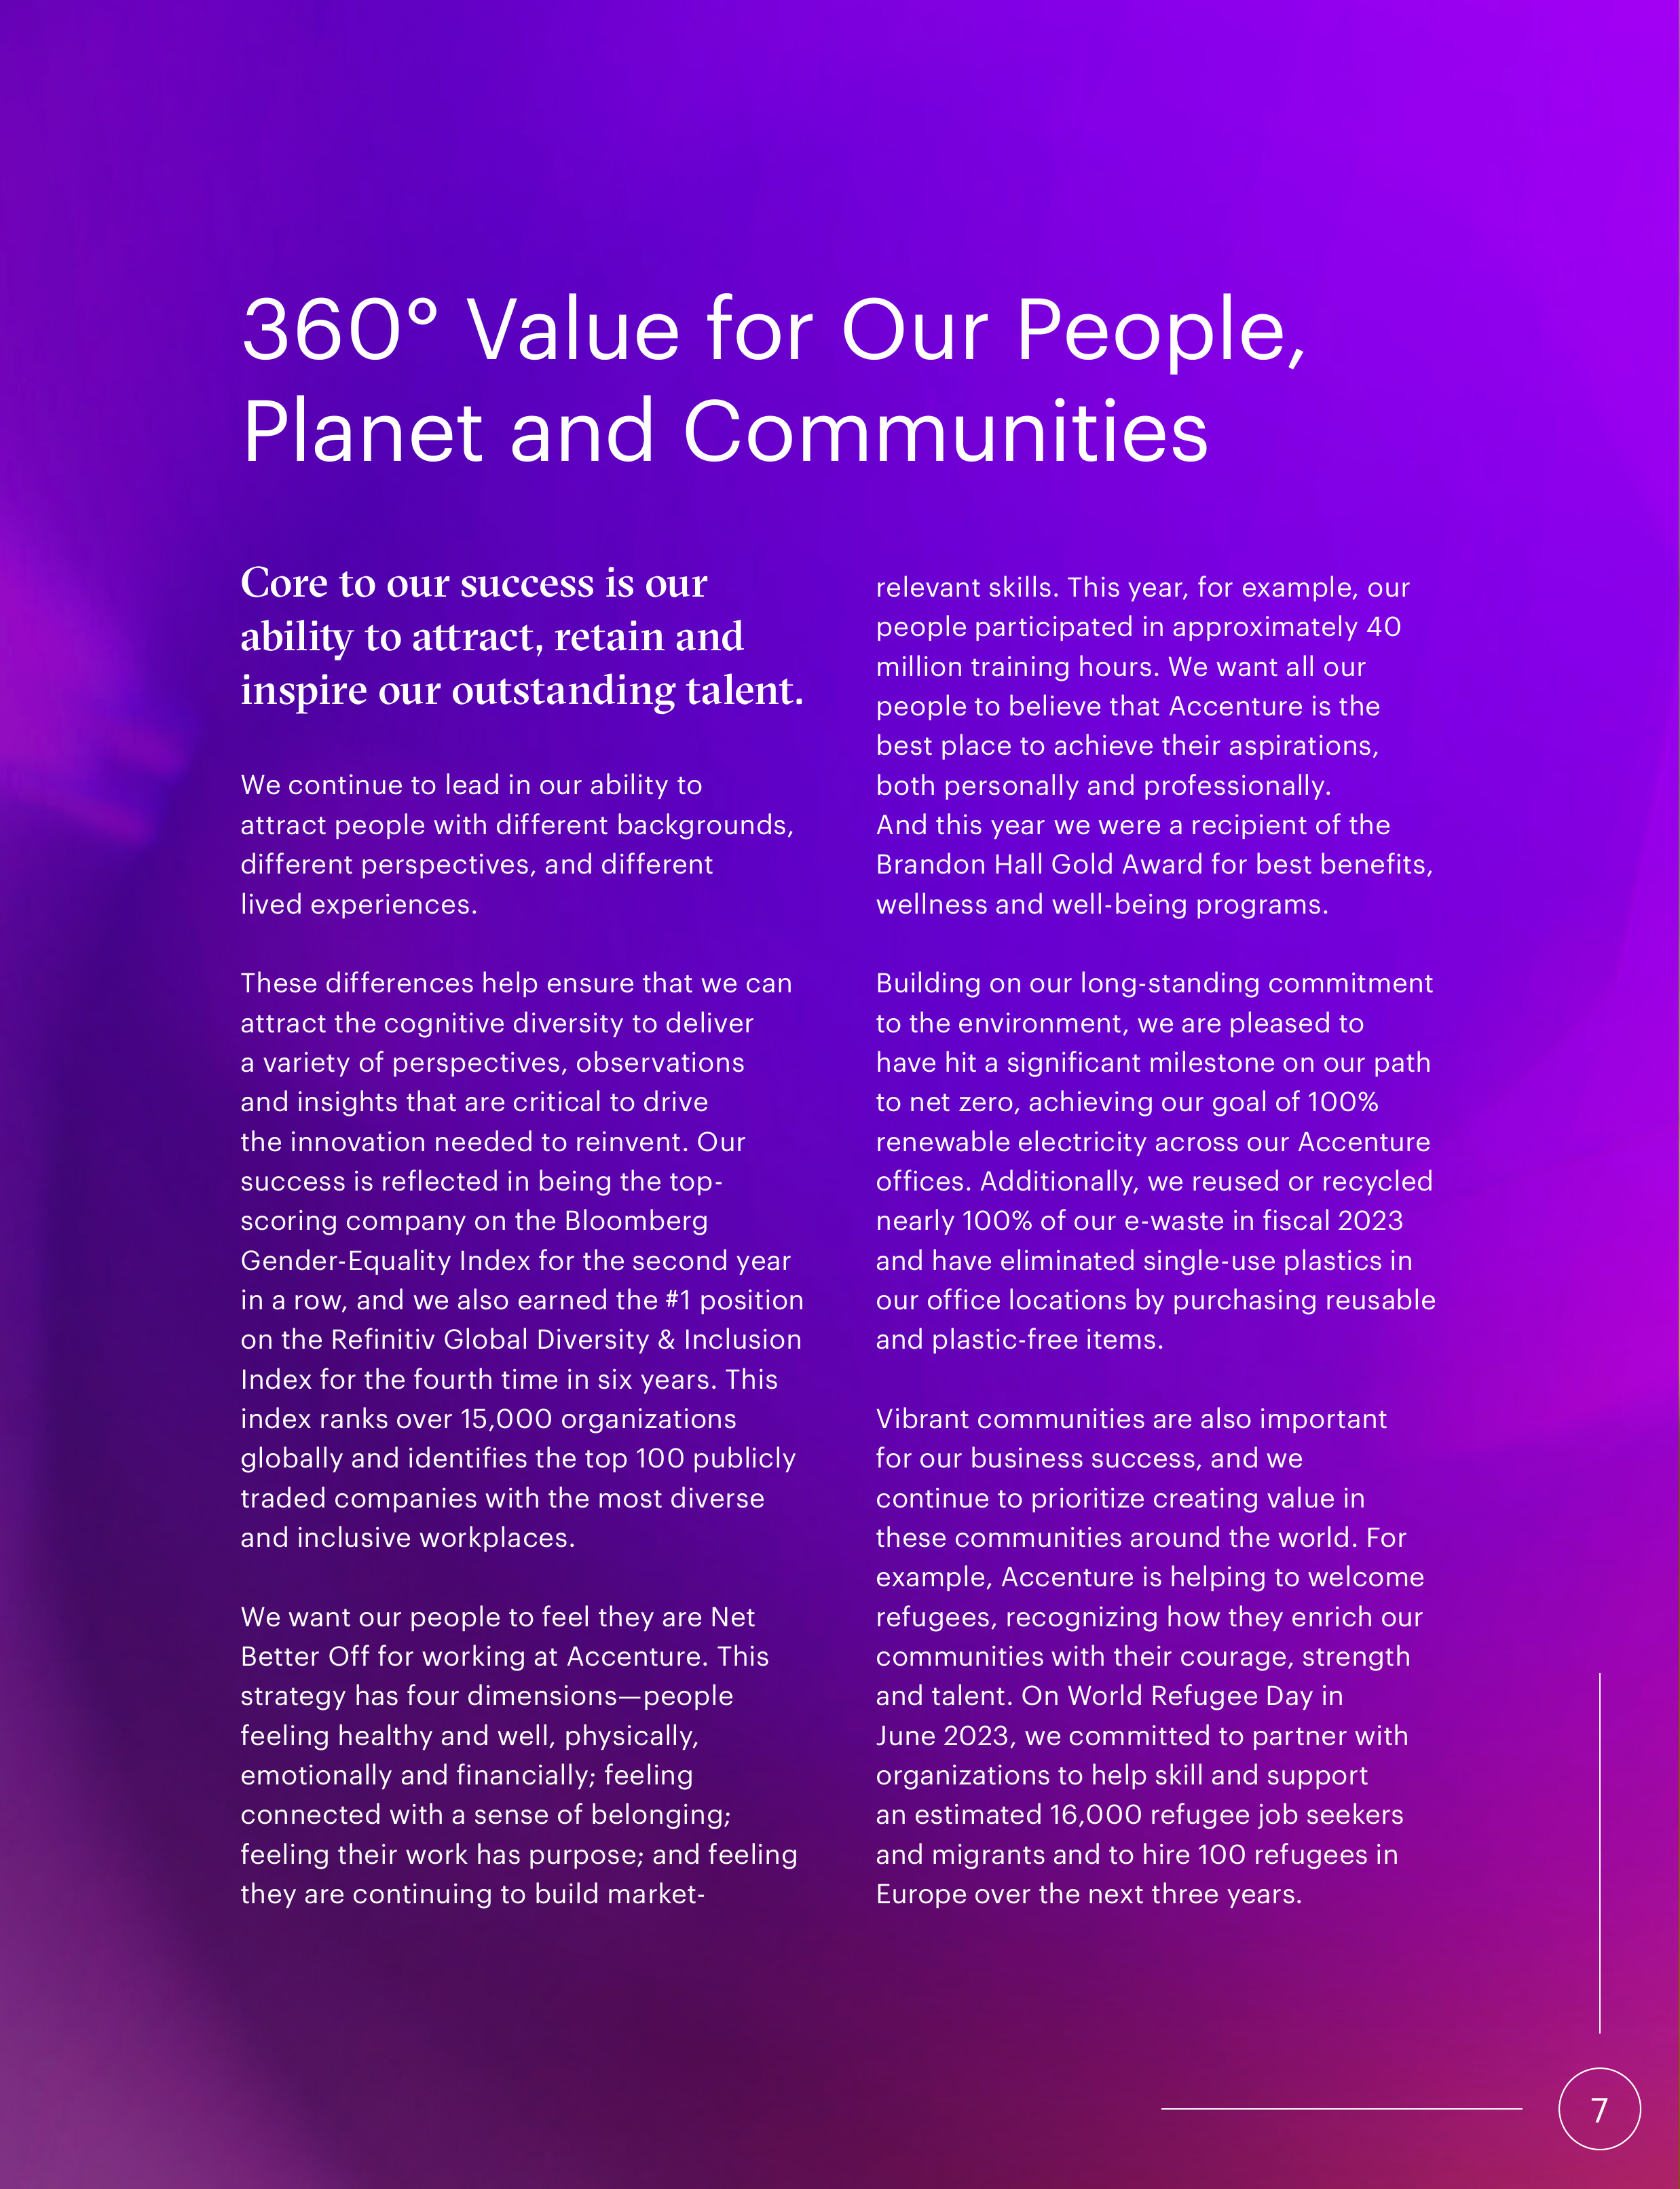 360° Value for Our People,
Planet and Communities
Core to our success is our
ability to attract, retain and
inspire our outstanding talent.
We continue to lead in our ability to
attract people with different backgrounds,
different perspectives, and different
lived experiences.
These differences help ensure that we can
attract the cognitive diversity to deliver
a variety of perspectives, observations
and insights that are critical to drive
the innovation needed to reinvent. Our
success is reflected in being the top-
scoring company on the Bloomberg
Gender-Equality Index for the second year
in a row, and we also earned the #1 position
on the Refinitiv Global Diversity & Inclusion
Index for the fourth time in six years. This
index ranks over 15,000 organizations
globally and identifies the top 100 publicly
traded companies with the most diverse
and inclusive workplaces.
We want our people to feel they are Net
Better Off for working at Accenture. This
strategy has four dimensions—people
feeling healthy and well, physically,
emotionally and financially; feeling
connected with a sense of belonging;
feeling their work has purpose; and feeling
they are continuing to build market-
relevant skills. This year, for example, our
people participated in approximately 40
million training hours. We want all our
people to believe that Accenture is the
best place to achieve their aspirations,
both personally and professionally.
And this year we were a recipient of the
Brandon Hall Gold Award for best benefits,
wellness and well-being programs.
Building on our long-standing commitment
to the environment, we are pleased to
have hit a significant milestone on our path
to net zero, achieving our goal of 100%
renewable electricity across our Accenture
offices. Additionally, we reused or recycled
nearly 100% of our e-waste in fiscal 2023
and have eliminated single-use plastics in
our office locations by purchasing reusable
and plastic-free items.
Vibrant communities are also important
for our business success, and we
continue to prioritize creating value in
these communities around the world. For
example, Accenture is helping to welcome
refugees, recognizing how they enrich our
communities with their courage, strength
and talent. On World Refugee Day in
June 2023, we committed to partner with
organizations to help skill and support
an estimated 16,000 refugee job seekers
and migrants and to hire 100 refugees in
Europe over the next three years.
7